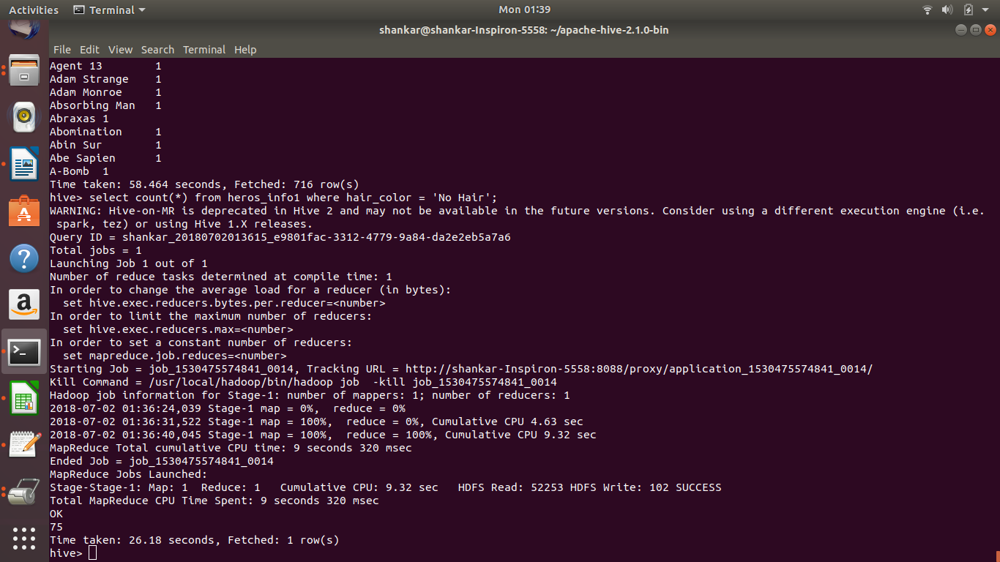 Activities Terminal Mon 01:39
shankar@shankar-Inspiron-5558: ~/apache-hive-2.1.0-bin
File Edit View Search Terminal Help
Agent 13 1
Adam Strange 1
Adam Monroe 1
Absorbing Man 1
Abraxas 1
Abomination 1
Abin Sur 1
Abe Sapien 1
A-Bomb 1
Time taken: 58.464 seconds, Fetched: 716 row(s)
hive> select count(*) from heros_info1 where hair_color = 'No Hair';
WARNING: Hive-on-MR is deprecated in Hive 2 and may not be available in the future versions. Consider using a different execution engine (i.e.
 spark, tez) or using Hive 1.X releases.
Query ID = shankar_20180702013615_e9801fac-3312-4779-9a84-da2e2eb5a7a6
Total jobs = 1
Launching Job 1 out of 1
Number of reduce tasks determined at compile time: 1
In order to change the average load for a reducer (in bytes):
  set hive.exec.reducers.bytes.per.reducer=<number>
In order to limit the maximum number of reducers:
  set hive.exec.reducers.max=<number>
In order to set a constant number of reducers:
  set mapreduce.job.reduces=<number>
Starting Job = job_1530475574841_0014, Tracking URL = http://shankar-Inspiron-5558:8088/proxy/application_1530475574841_0014/
Kill Command = /usr/local/hadoop/bin/hadoop job  -kill job_1530475574841_0014
Hadoop job information for Stage-1: number of mappers: 1; number of reducers: 1
2018-07-02 01:36:24,039 Stage-1 map = 0%,  reduce = 0%
2018-07-02 01:36:31,522 Stage-1 map = 100%,  reduce = 0%, Cumulative CPU 4.63 sec
2018-07-02 01:36:40,045 Stage-1 map = 100%,  reduce = 100%, Cumulative CPU 9.32 sec
MapReduce Total cumulative CPU time: 9 seconds 320 msec
Ended Job = job_1530475574841_0014
MapReduce Jobs Launched:
Stage-Stage-1: Map: 1  Reduce: 1   Cumulative CPU: 9.32 sec   HDFS Read: 52253 HDFS Write: 102 SUCCESS
Total MapReduce CPU Time Spent: 9 seconds 320 msec
OK
75
Time taken: 26.18 seconds, Fetched: 1 row(s)
hive>